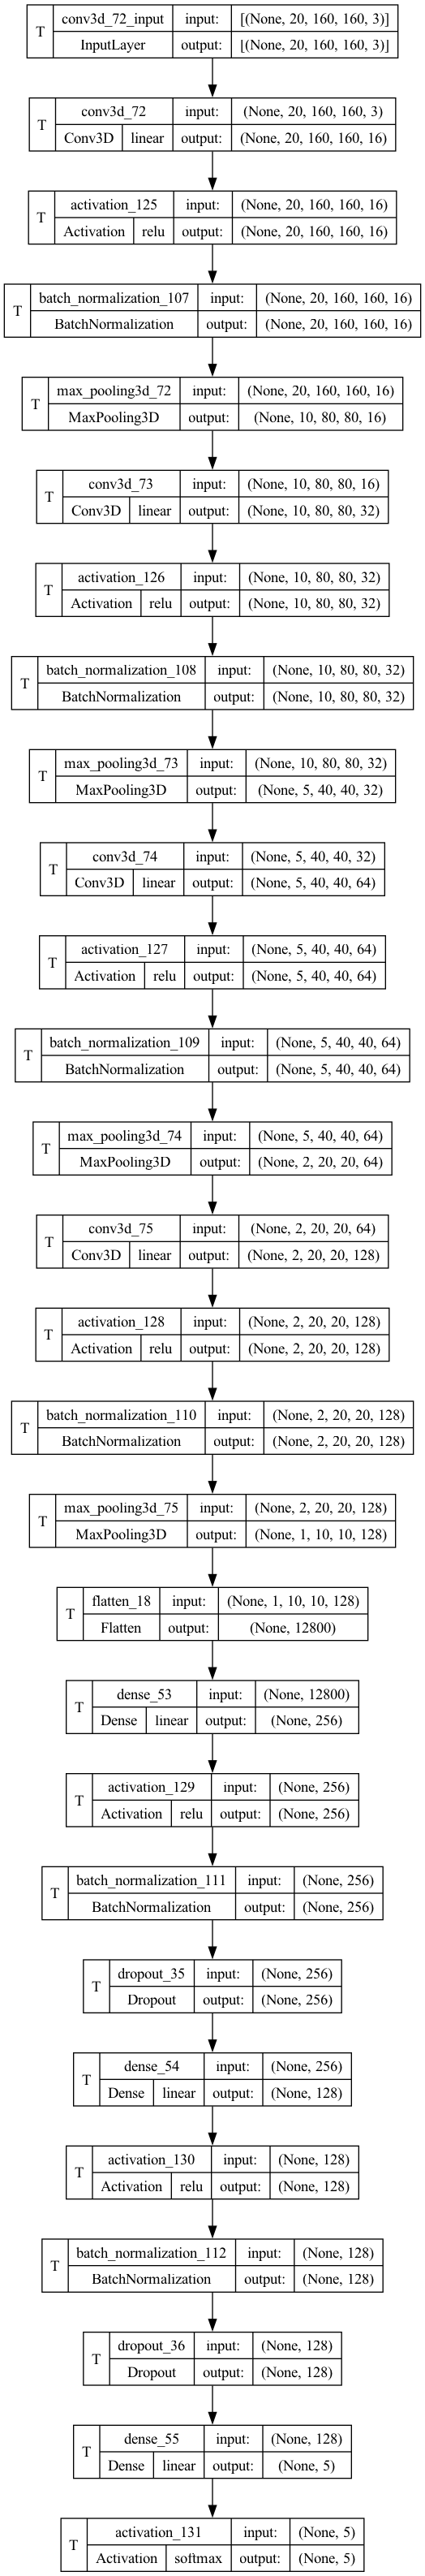 T conv3d_72_input input: [(None, 20, 160, 160, 3)]
InputLayer output: [(None, 20, 160, 160, 3)]
T conv3d_72 input: (None, 20, 160, 160, 3)
Conv3D linear output: (None, 20, 160, 160, 16)
T activation_125 input: (None, 20, 160, 160, 16)
Activation relu output: (None, 20, 160, 160, 16)
T batch_normalization_107 input: (None, 20, 160, 160, 16)
BatchNormalization output: (None, 20, 160, 160, 16)
T max_pooling3d_72 input: (None, 20, 160, 160, 16)
MaxPooling3D output: (None, 10, 80, 80, 16)
T conv3d_73 input: (None, 10, 80, 80, 16)
Conv3D linear output: (None, 10, 80, 80, 32)
T activation_126 input: (None, 10, 80, 80, 32)
Activation relu output: (None, 10, 80, 80, 32)
T batch_normalization_108 input: (None, 10, 80, 80, 32)
BatchNormalization output: (None, 10, 80, 80, 32)
T max_pooling3d_73 input: (None, 10, 80, 80, 32)
MaxPooling3D output: (None, 5, 40, 40, 32)
T conv3d_74 input: (None, 5, 40, 40, 32)
Conv3D linear output: (None, 5, 40, 40, 64)
T activation_127 input: (None, 5, 40, 40, 64)
Activation relu output: (None, 5, 40, 40, 64)
T batch_normalization_109 input: (None, 5, 40, 40, 64)
BatchNormalization output: (None, 5, 40, 40, 64)
T max_pooling3d_74 input: (None, 5, 40, 40, 64)
MaxPooling3D output: (None, 2, 20, 20, 64)
T conv3d_75 input: (None, 2, 20, 20, 64)
Conv3D linear output: (None, 2, 20, 20, 128)
T activation_128 input: (None, 2, 20, 20, 128)
Activation relu output: (None, 2, 20, 20, 128)
T batch_normalization_110 input: (None, 2, 20, 20, 128)
BatchNormalization output: (None, 2, 20, 20, 128)
T max_pooling3d_75 input: (None, 2, 20, 20, 128)
MaxPooling3D output: (None, 1, 10, 10, 128)
T flatten_18 input: (None, 1, 10, 10, 128)
Flatten output: (None, 12800)
T dense_53 input: (None, 12800)
Dense linear output: (None, 256)
T activation_129 input: (None, 256)
Activation relu output: (None, 256)
T batch_normalization_111 input: (None, 256)
BatchNormalization output: (None, 256)
T dropout_35 input: (None, 256)
Dropout output: (None, 256)
T dense_54 input: (None, 256)
Dense linear output: (None, 128)
T activation_130 input: (None, 128)
Activation relu output: (None, 128)
T batch_normalization_112 input: (None, 128)
BatchNormalization output: (None, 128)
T dropout_36 input: (None, 128)
Dropout output: (None, 128)
T dense_55 input: (None, 128)
Dense linear output: (None, 5)
T activation_131 input: (None, 5)
Activation softmax output: (None, 5)